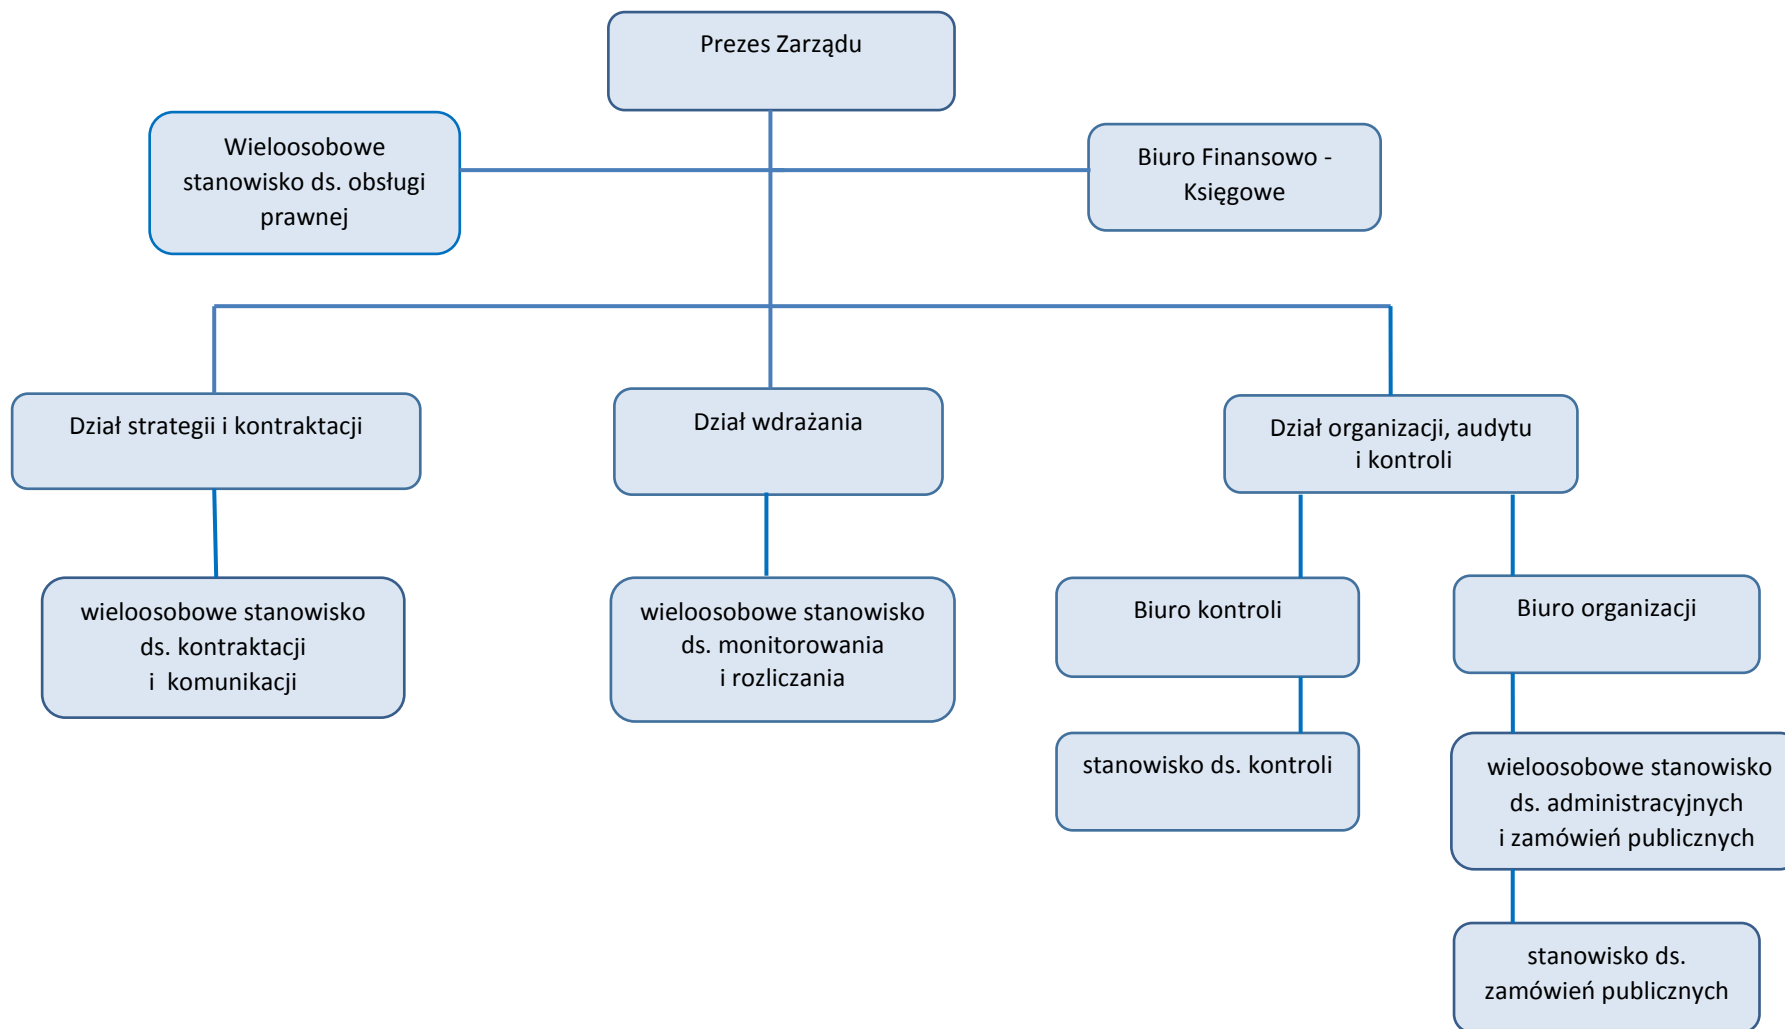 Prezes Zarządu
Wieloosobowe
stanowisko ds. obsługi
prawnej
Biuro Finansowo -
Księgowe
Dział strategii i kontraktacji
Dział wdrażania
Dział organizacji, audytu
i kontroli
wieloosobowe stanowisko
ds. kontraktacji
i komunikacji
wieloosobowe stanowisko
ds. monitorowania
i rozliczania
Biuro kontroli
Biuro organizacji
stanowisko ds. kontroli
wieloosobowe stanowisko
ds. administracyjnych
i zamówień publicznych
stanowisko ds.
zamówień publicznych